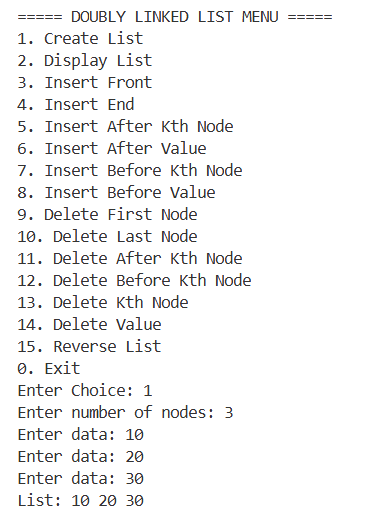 ===== DOUBLY LINKED LIST MENU =====
1. Create List
2. Display List
3. Insert Front
4. Insert End
5. Insert After Kth Node
6. Insert After Value
7. Insert Before Kth Node
8. Insert Before Value
9. Delete First Node
10. Delete Last Node
11. Delete After Kth Node
12. Delete Before Kth Node
13. Delete Kth Node
14. Delete Value
15. Reverse List
0. Exit
Enter Choice: 1
Enter number of nodes: 3
Enter data: 10
Enter data: 20
Enter data: 30
List: 10 20 30